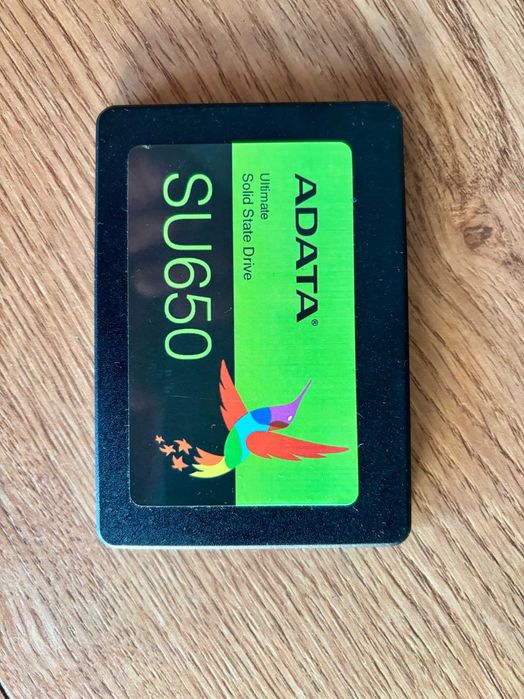 ADATA®
Ultimate
Solid State Drive
SU650